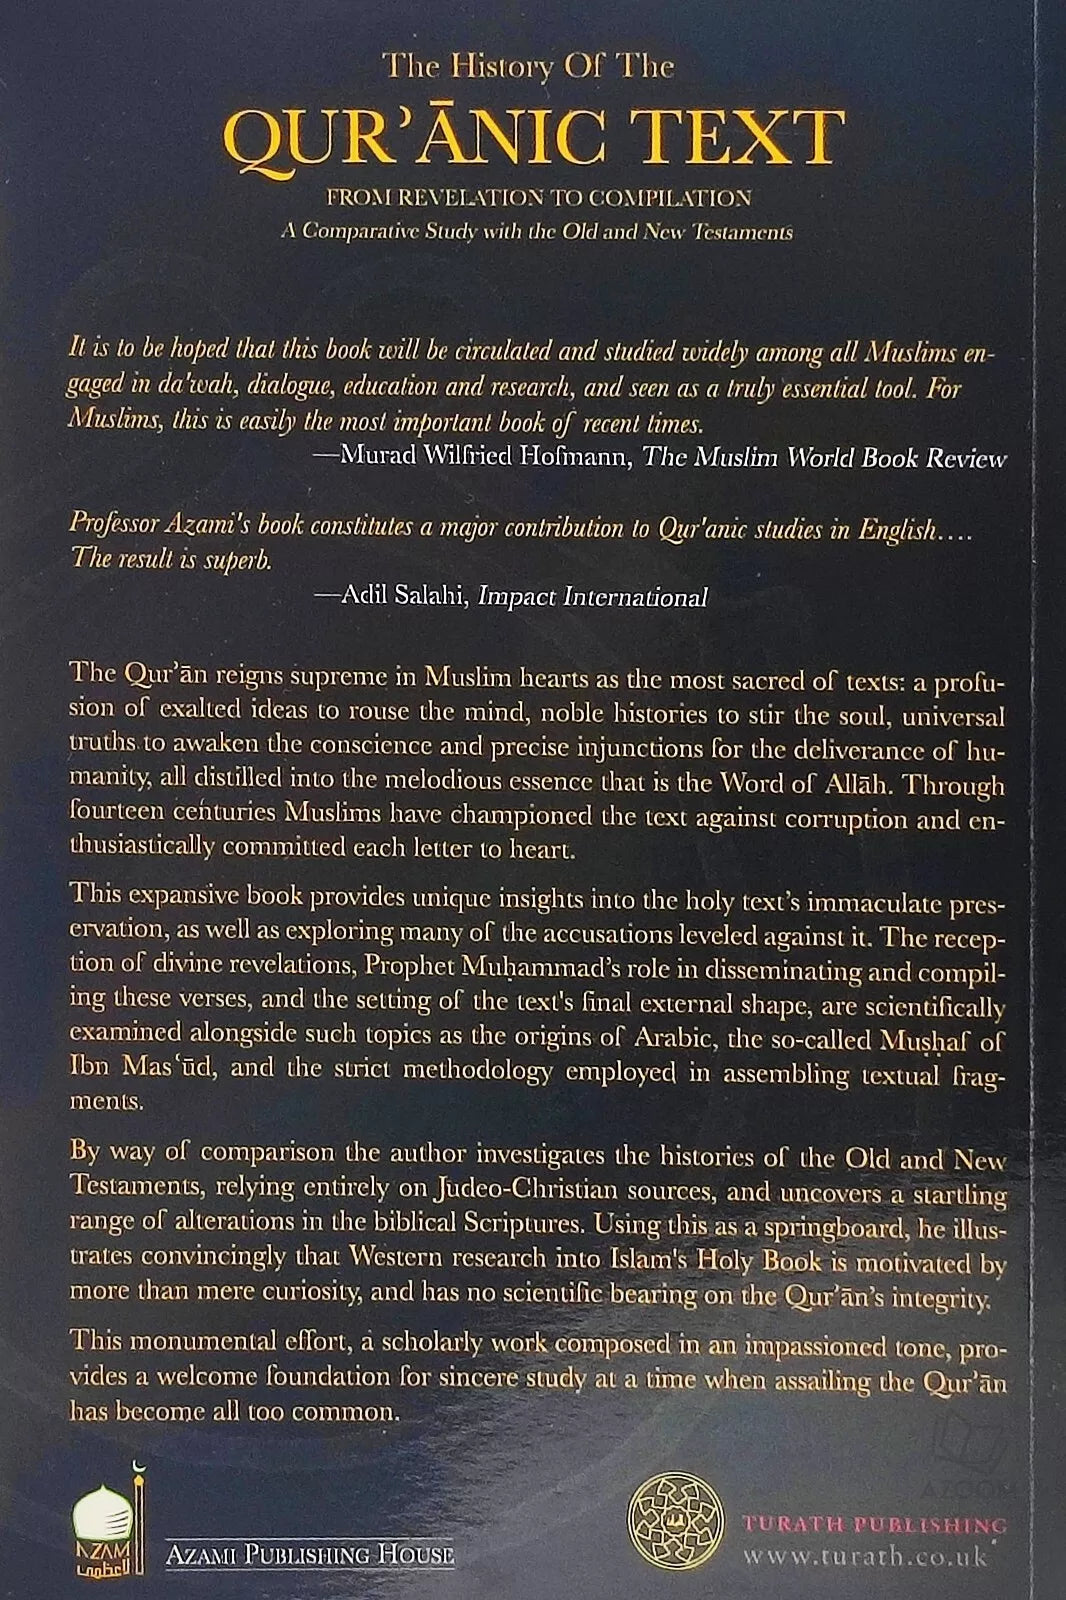 The History Of The
QUR’ĀNIC TEXT
FROM REVELATION TO COMPILATION
A Comparative Study with the Old and New Testaments
It is to be hoped that this book will be circulated and studied widely among all Muslims en-
gaged in da'wah, dialogue, education and research, and seen as a truly essential tool. For
Muslims, this is easily the most important book of recent times.
—Murad Wilfried Hofmann, The Muslim World Book Review
Professor Azami's book constitutes a major contribution to Qur'anic studies in English....
The result is superb.
—Adil Salahi, Impact International
The Qur’ān reigns supreme in Muslim hearts as the most sacred of texts: a profu-
sion of exalted ideas to rouse the mind, noble histories to stir the soul, universal
truths to awaken the conscience and precise injunctions for the deliverance of hu-
manity, all distilled into the melodious essence that is the Word of Allāh. Through
fourteen centuries Muslims have championed the text against corruption and en-
thusiastically committed each letter to heart.
This expansive book provides unique insights into the holy text’s immaculate pres-
ervation, as well as exploring many of the accusations leveled against it. The recep-
tion of divine revelations, Prophet Muḥammad’s role in disseminating and compil-
ing these verses, and the setting of the text's final external shape, are scientifically
examined alongside such topics as the origins of Arabic, the so-called Muṣḥaf of
Ibn Mas‘ūd, and the strict methodology employed in assembling textual frag-
ments.
By way of comparison the author investigates the histories of the Old and New
Testaments, relying entirely on Judeo-Christian sources, and uncovers a startling
range of alterations in the biblical Scriptures. Using this as a springboard, he illus-
trates convincingly that Western research into Islam's Holy Book is motivated by
more than mere curiosity, and has no scientific bearing on the Qur’ān’s integrity.
This monumental effort, a scholarly work composed in an impassioned tone, pro-
vides a welcome foundation for sincere study at a time when assailing the Qur’ān
has become all too common.
AZAMI
الأعظمي
AZAMI PUBLISHING HOUSE
TURATH PUBLISHING
www.turath.co.uk